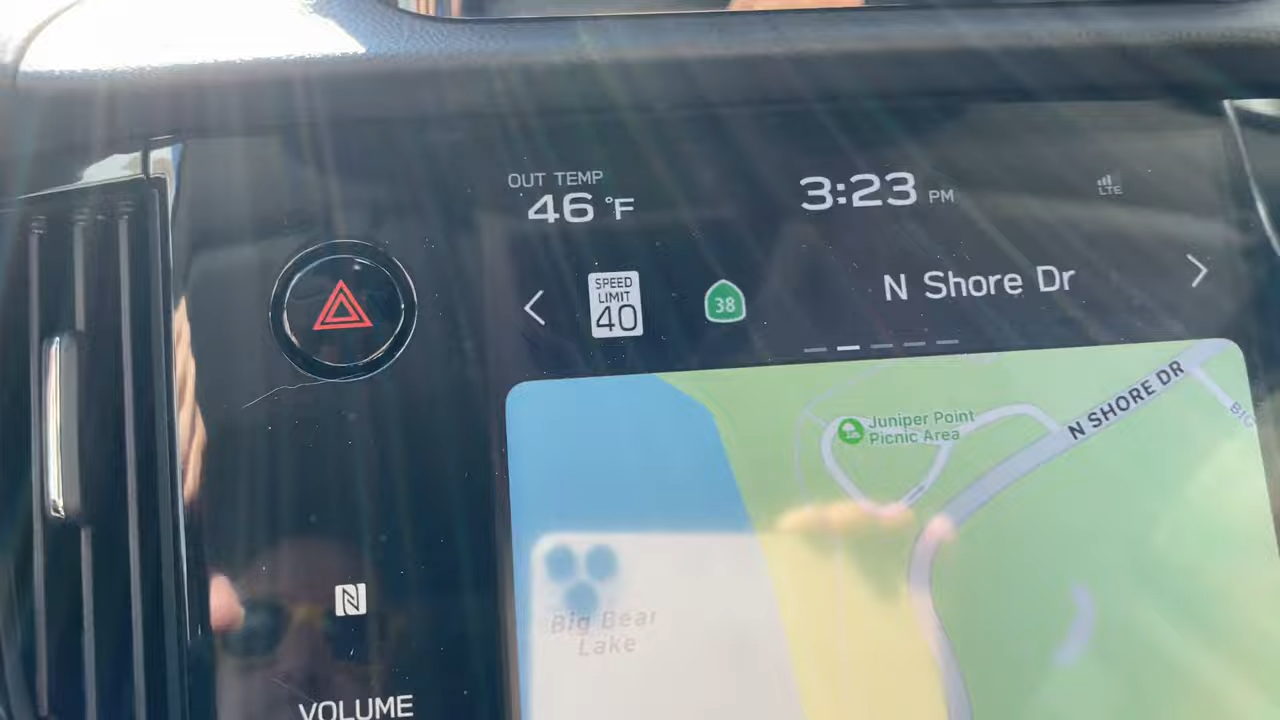 OUT TEMP
46 °F
3:23 PM
LTE
SPEED
LIMIT
40
38
N Shore Dr
Juniper Point
Picnic Area
N SHORE DR
BIG
Big Bear
Lake
VOLUME